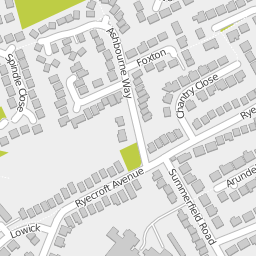 Ashbourne Way
Foxton
Spindle Close
Chantry Close
Rye
Ryecroft Avenue
Arunde
Summerfield Road
Lowick